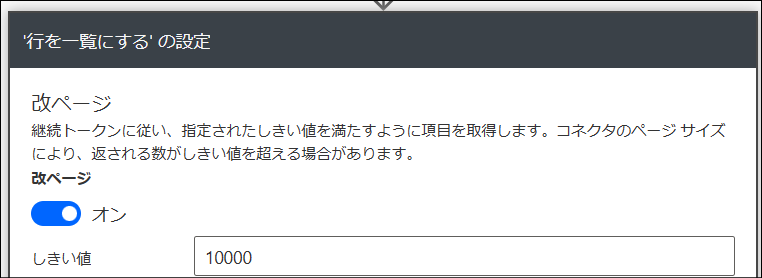 '行を一覧にする' の設定
改ページ
継続トークンに従い、指定されたしきい値を満たすように項目を取得します。コネクタのページ サイズ
により、返される数がしきい値を超える場合があります。
改ページ
オン
しきい値
10000